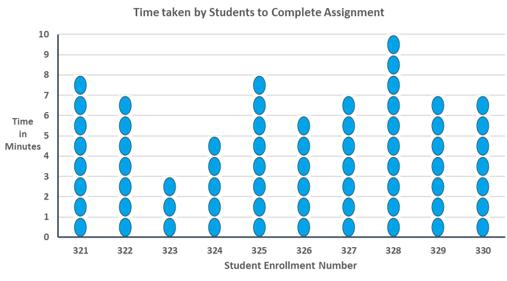 Time taken by Students to Complete Assignment
10
9
8
7
6
5
4
3
2
1
0
Time
in
Minutes
321 322 323 324 325 326 327 328 329 330
Student Enrollment Number